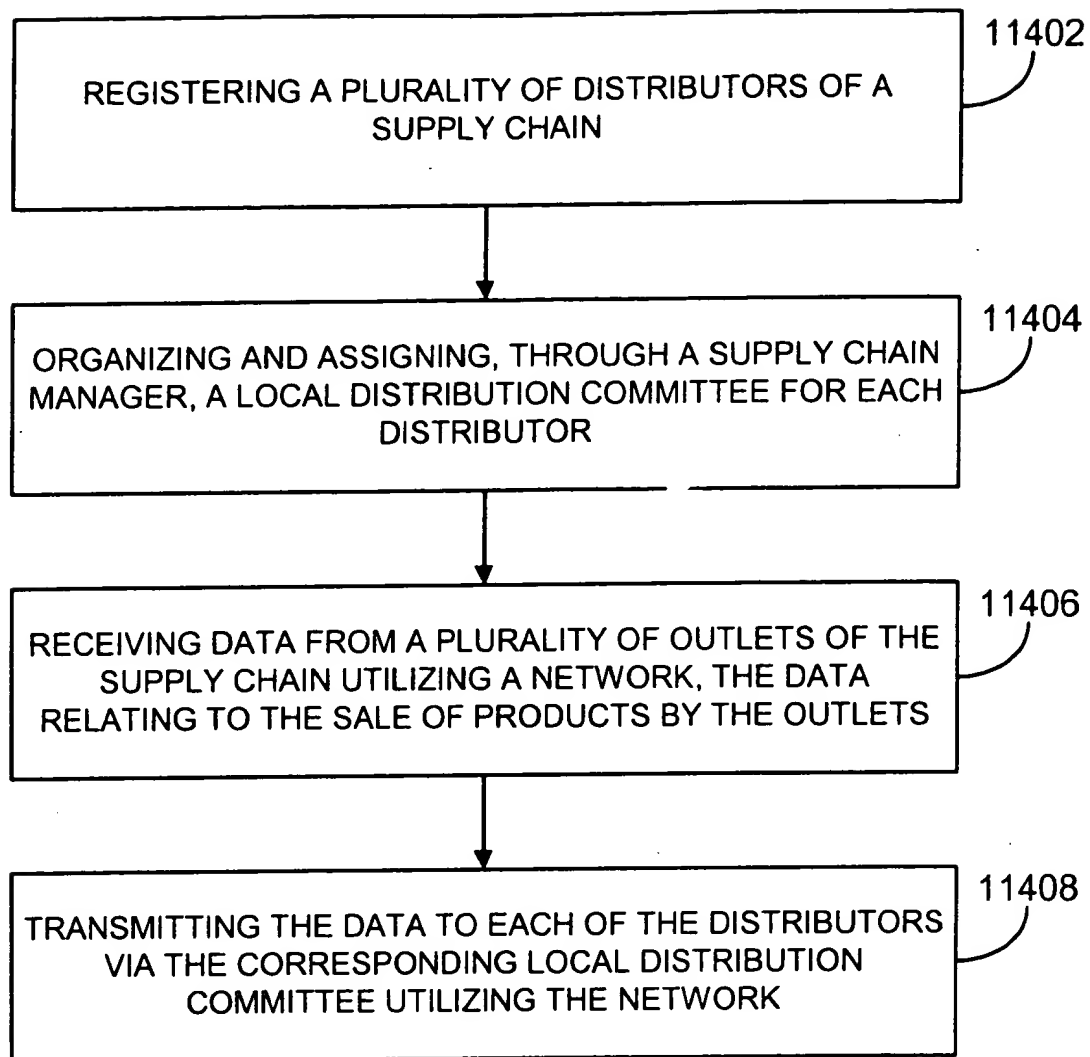 11402
REGISTERING A PLURALITY OF DISTRIBUTORS OF A
SUPPLY CHAIN
11404
ORGANIZING AND ASSIGNING, THROUGH A SUPPLY CHAIN
MANAGER, A LOCAL DISTRIBUTION COMMITTEE FOR EACH
DISTRIBUTOR
11406
RECEIVING DATA FROM A PLURALITY OF OUTLETS OF THE
SUPPLY CHAIN UTILIZING A NETWORK, THE DATA
RELATING TO THE SALE OF PRODUCTS BY THE OUTLETS
11408
TRANSMITTING THE DATA TO EACH OF THE DISTRIBUTORS
VIA THE CORRESPONDING LOCAL DISTRIBUTION
COMMITTEE UTILIZING THE NETWORK